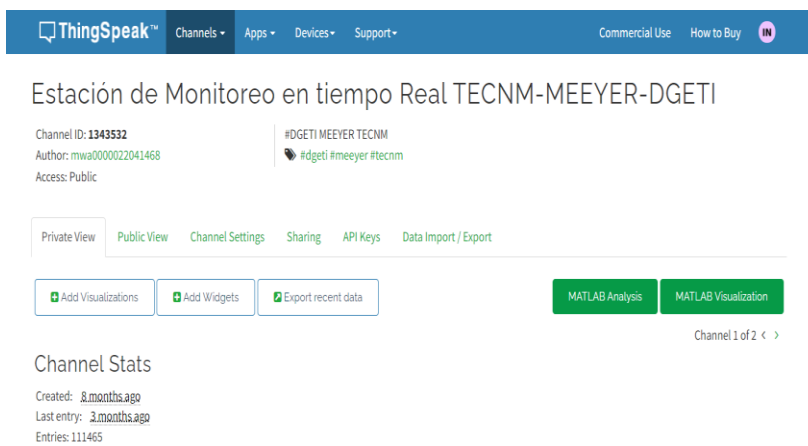 ThingSpeak™ Channels Apps Devices Support Commercial Use How to Buy IN
Estación de Monitoreo en tiempo Real TECNM-MEEYER-DGETI
Channel ID: 1343532
Author: mwa0000022041468
Access: Public
#DGETI MEEYER TECNM
#dgeti #meeyer #tecnm
Private View Public View Channel Settings Sharing API Keys Data Import / Export
Add Visualizations Add Widgets Export recent data MATLAB Analysis MATLAB Visualization
Channel 1 of 2 < >
Channel Stats
Created: 8 months ago
Last entry: 3 months ago
Entries: 111465